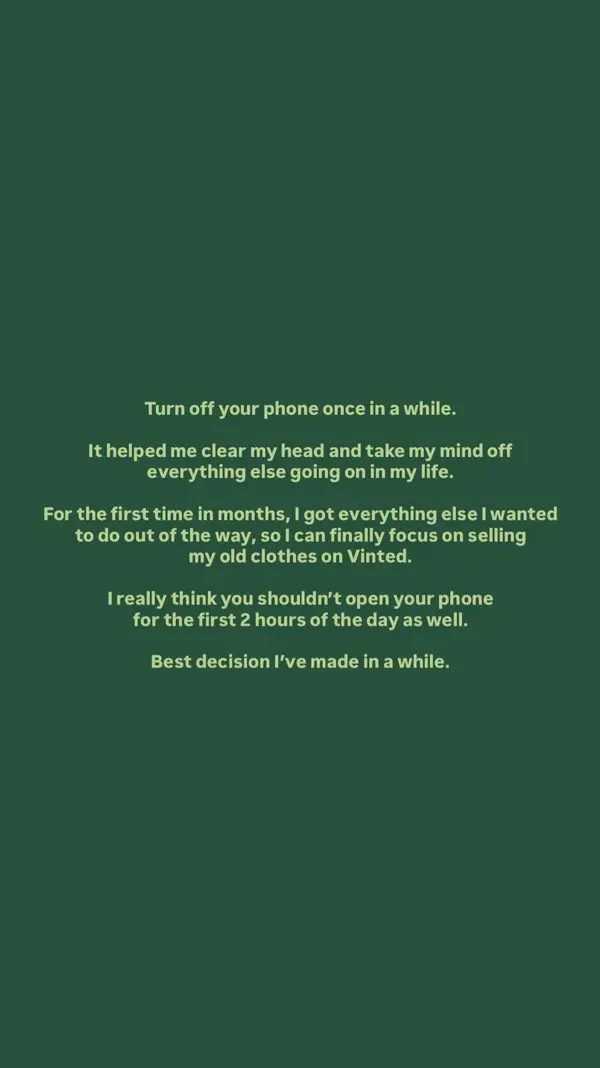 Turn off your phone once in a while.
It helped me clear my head and take my mind off
everything else going on in my life.
For the first time in months, I got everything else I wanted
to do out of the way, so I can finally focus on selling
my old clothes on Vinted.
I really think you shouldn’t open your phone
for the first 2 hours of the day as well.
Best decision I’ve made in a while.